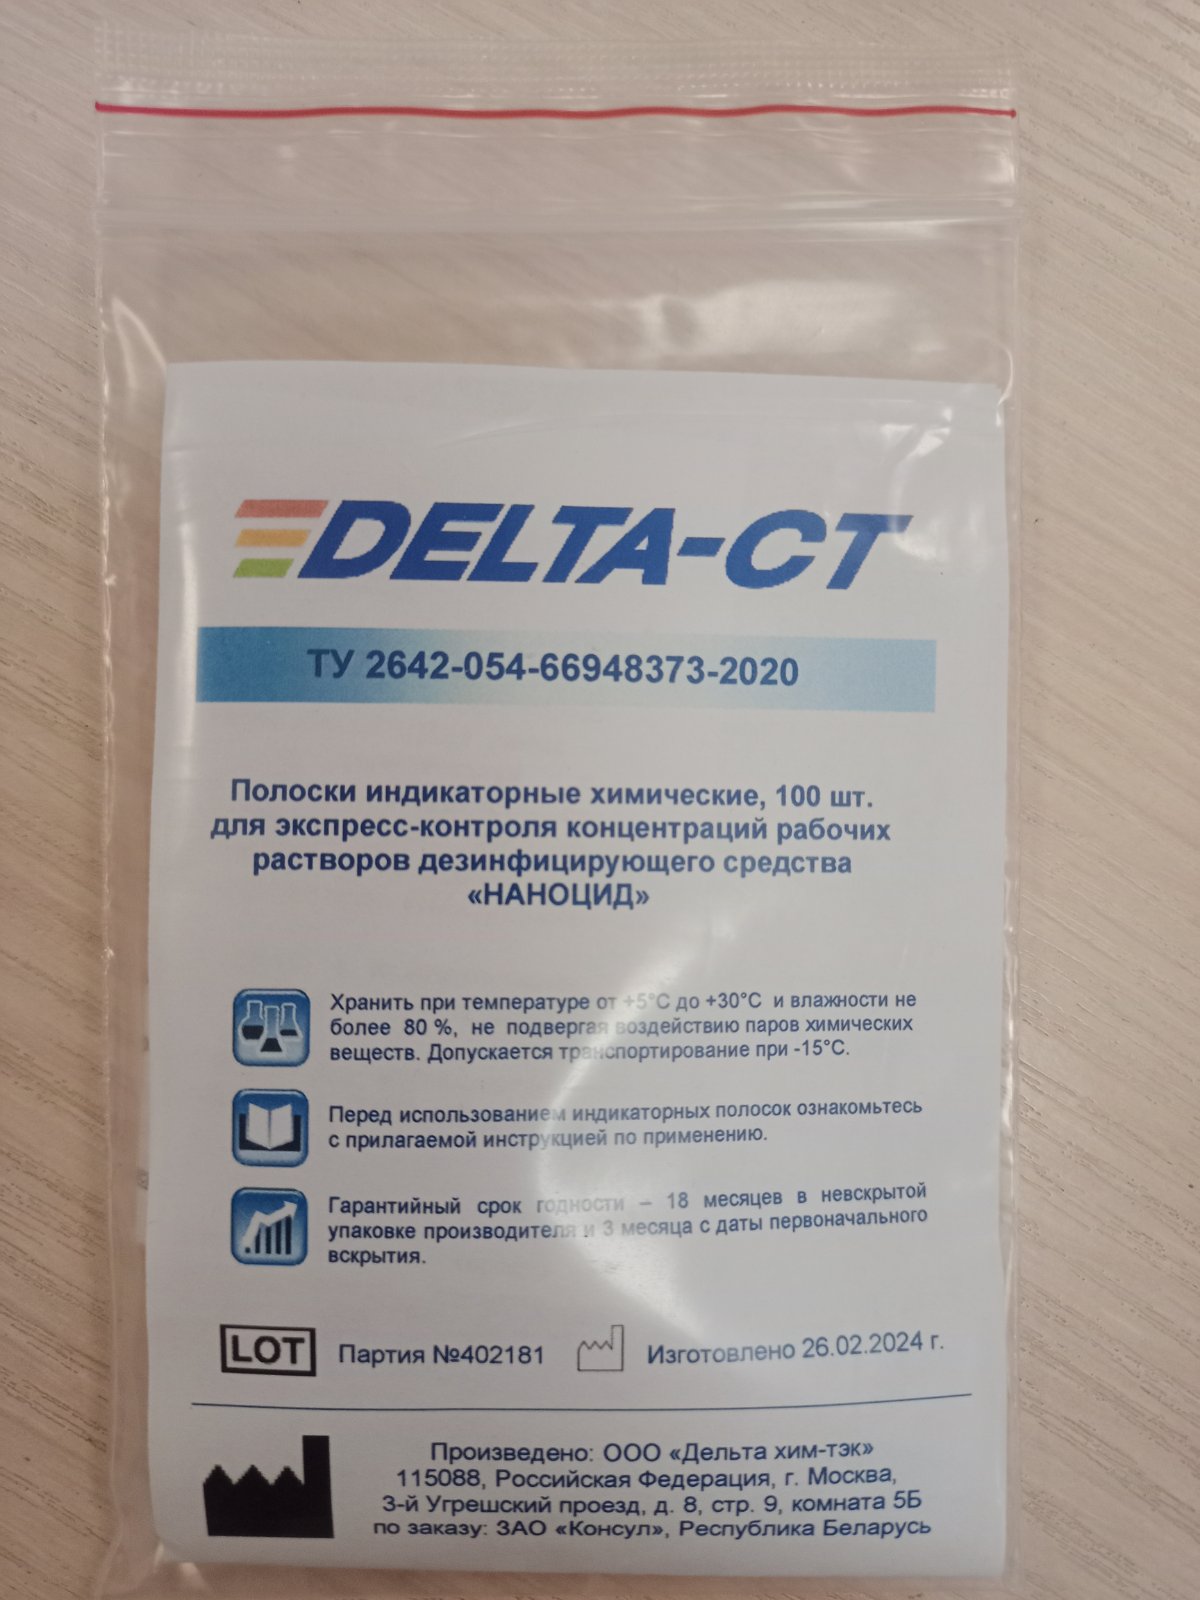 DELTA-CT
ТУ 2642-054-66948373-2020
Полоски индикаторные химические, 100 шт.
для экспресс-контроля концентраций рабочих
растворов дезинфицирующего средства
«НАНОЦИД»
Хранить при температуре от +5°С до +30°С и влажности не
более 80 %, не подвергая воздействию паров химических
веществ. Допускается транспортирование при -15°С.
Перед использованием индикаторных полосок ознакомьтесь
с прилагаемой инструкцией по применению.
Гарантийный срок годности – 18 месяцев в невскрытой
упаковке производителя и 3 месяца с даты первоначального
вскрытия.
LOT Партия №402181 Изготовлено 26.02.2024 г.
Произведено: ООО «Дельта хим-тэк»
115088, Российская Федерация, г. Москва,
3-й Угрешский проезд, д. 8, стр. 9, комната 5Б
по заказу: ЗАО «Консул», Республика Беларусь